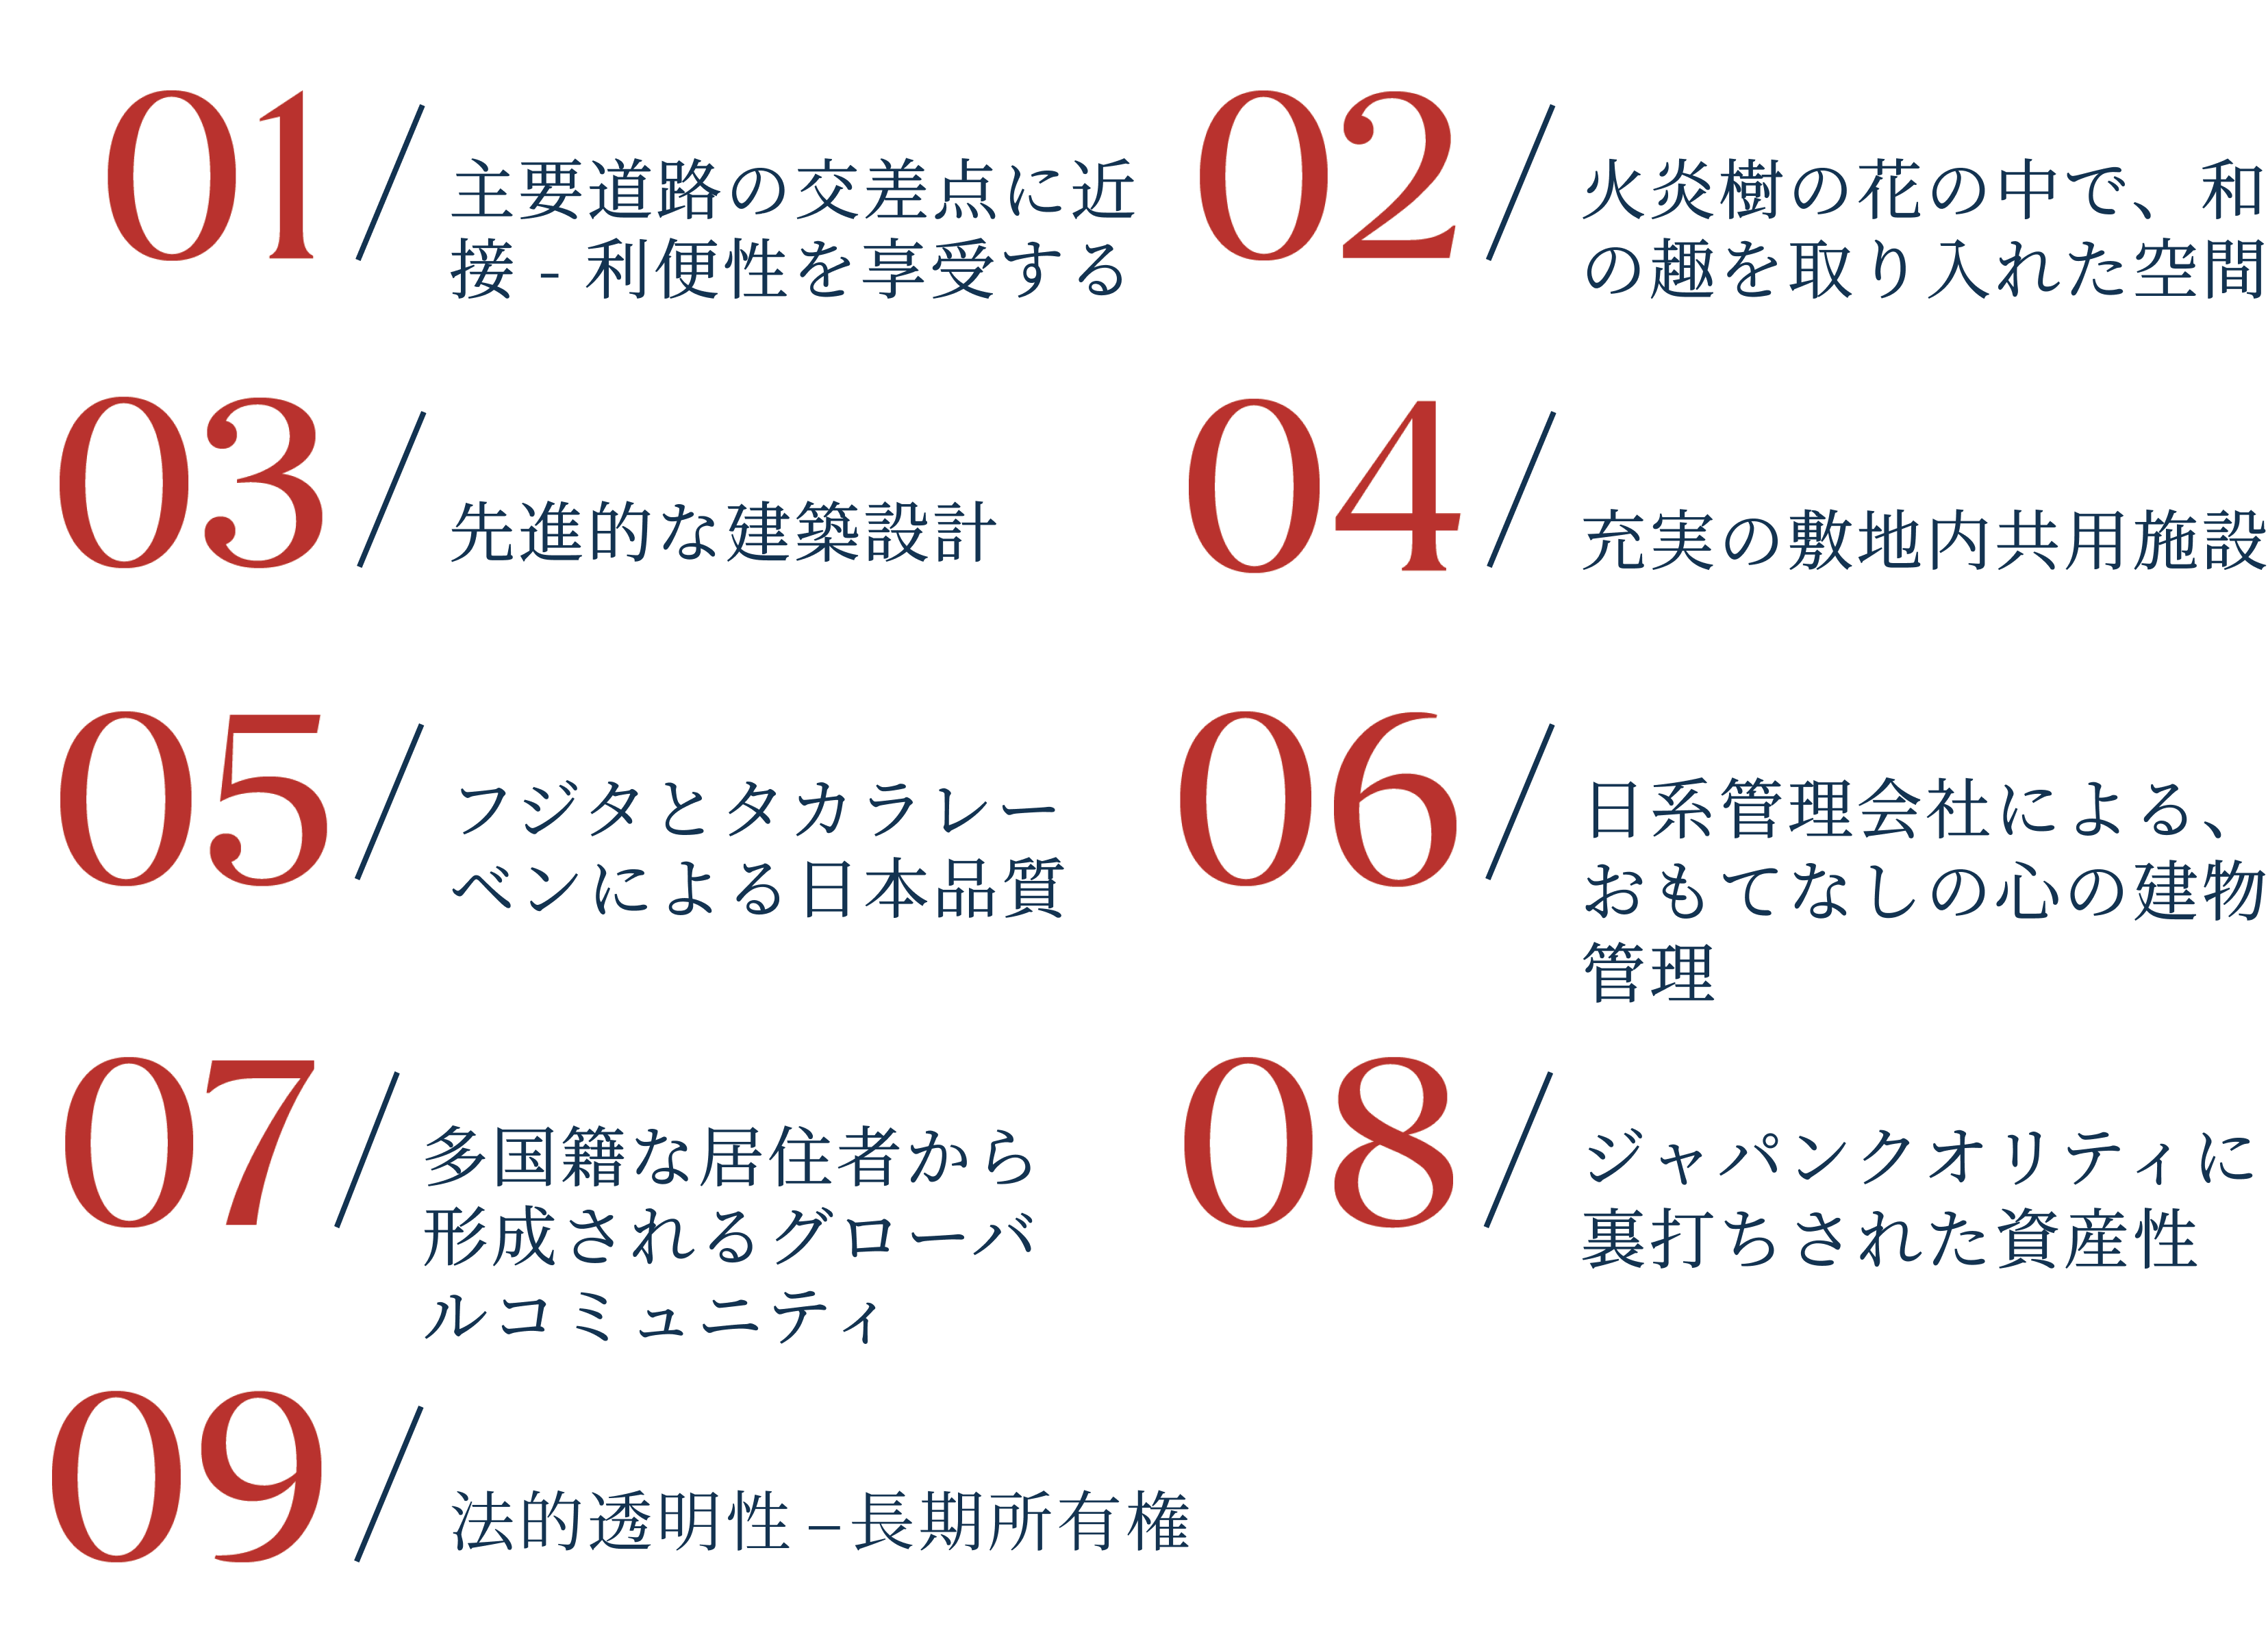 01
主要道路の交差点に近
接 - 利便性を享受する
02
火炎樹の花の中で、和
の趣を取り入れた空間
03
先進的な建築設計
04
充実の敷地内共用施設
05
フジタとタカラレー
ベンによる日本品質
06
日系管理会社による、
おもてなしの心の建物
管理
07
多国籍な居住者から
形成されるグローバ
ルコミュニティ
08
ジャパンクオリティに
裏打ちされた資産性
09
法的透明性 – 長期所有権